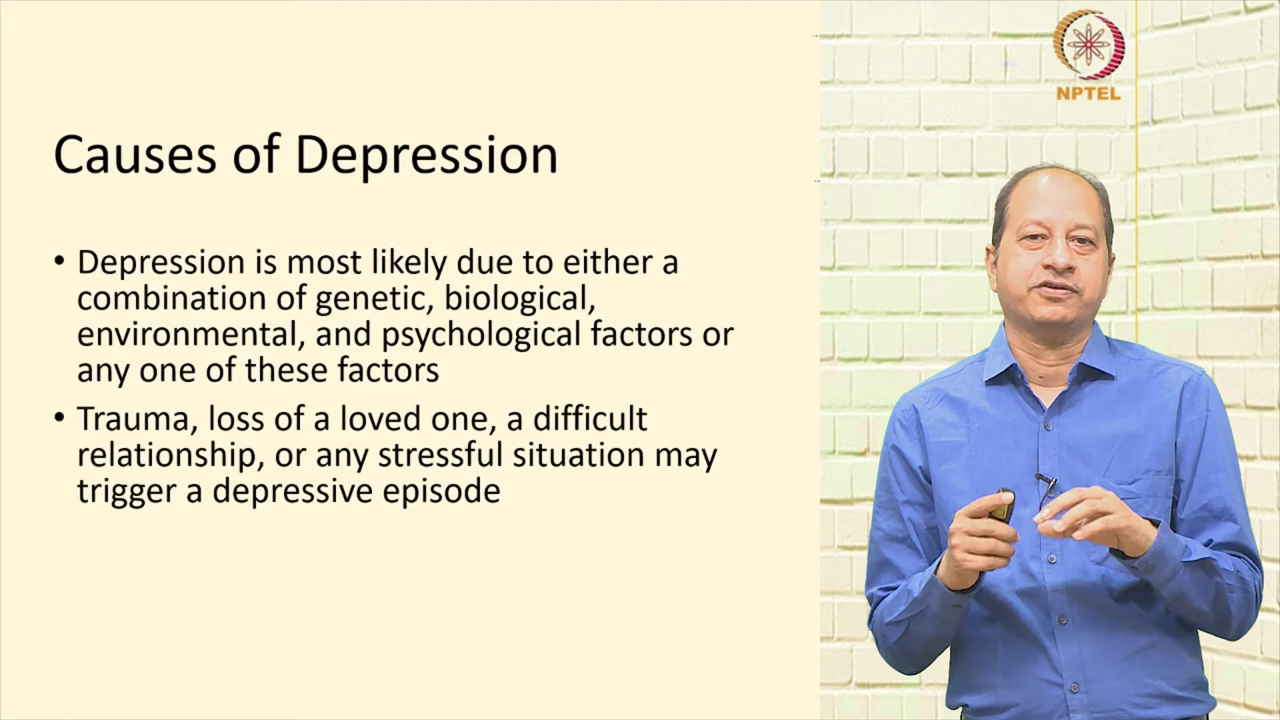 Causes of Depression
• Depression is most likely due to either a
combination of genetic, biological,
environmental, and psychological factors or
any one of these factors
• Trauma, loss of a loved one, a difficult
relationship, or any stressful situation may
trigger a depressive episode
NPTEL